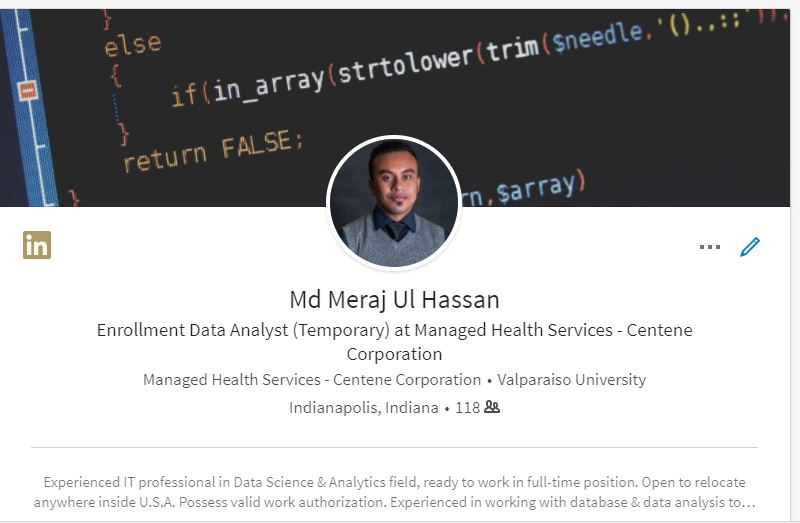 }
else
{
if(in_array(strtolower(trim($needle,'().,:;')),
}
return FALSE;
}
rn,$array)
in
Md Meraj Ul Hassan
Enrollment Data Analyst (Temporary) at Managed Health Services - Centene
Corporation
Managed Health Services - Centene Corporation • Valparaiso University
Indianapolis, Indiana • 118
Experienced IT professional in Data Science & Analytics field, ready to work in full-time position. Open to relocate
anywhere inside U.S.A. Possess valid work authorization. Experienced in working with database & data analysis to…